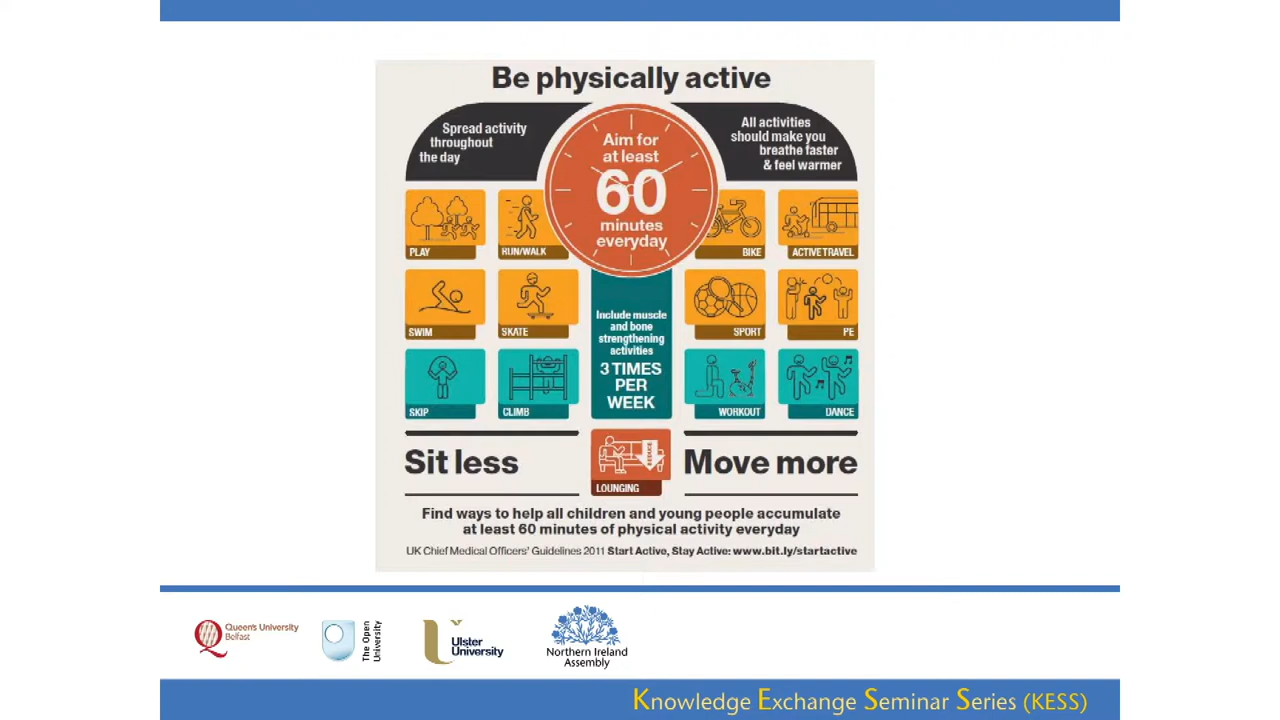 Be physically active
Spread activity
throughout
the day
Aim for
at least
60
minutes
everyday
All activities
should make you
breathe faster
& feel warmer
PLAY
RUN/WALK
BIKE
ACTIVE TRAVEL
SWIM
SKATE
Include muscle
and bone
strengthening
activities
3 TIMES
PER
WEEK
SPORT
PE
SKIP
CLIMB
WORKOUT
DANCE
Sit less
REDUCE
LOUNGING
Move more
Find ways to help all children and young people accumulate
at least 60 minutes of physical activity everyday
UK Chief Medical Officers' Guidelines 2011 Start Active, Stay Active: www.bit.ly/startactive
Queen's University
Belfast
The Open
University
Ulster
University
Northern Ireland
Assembly
Knowledge Exchange Seminar Series (KESS)